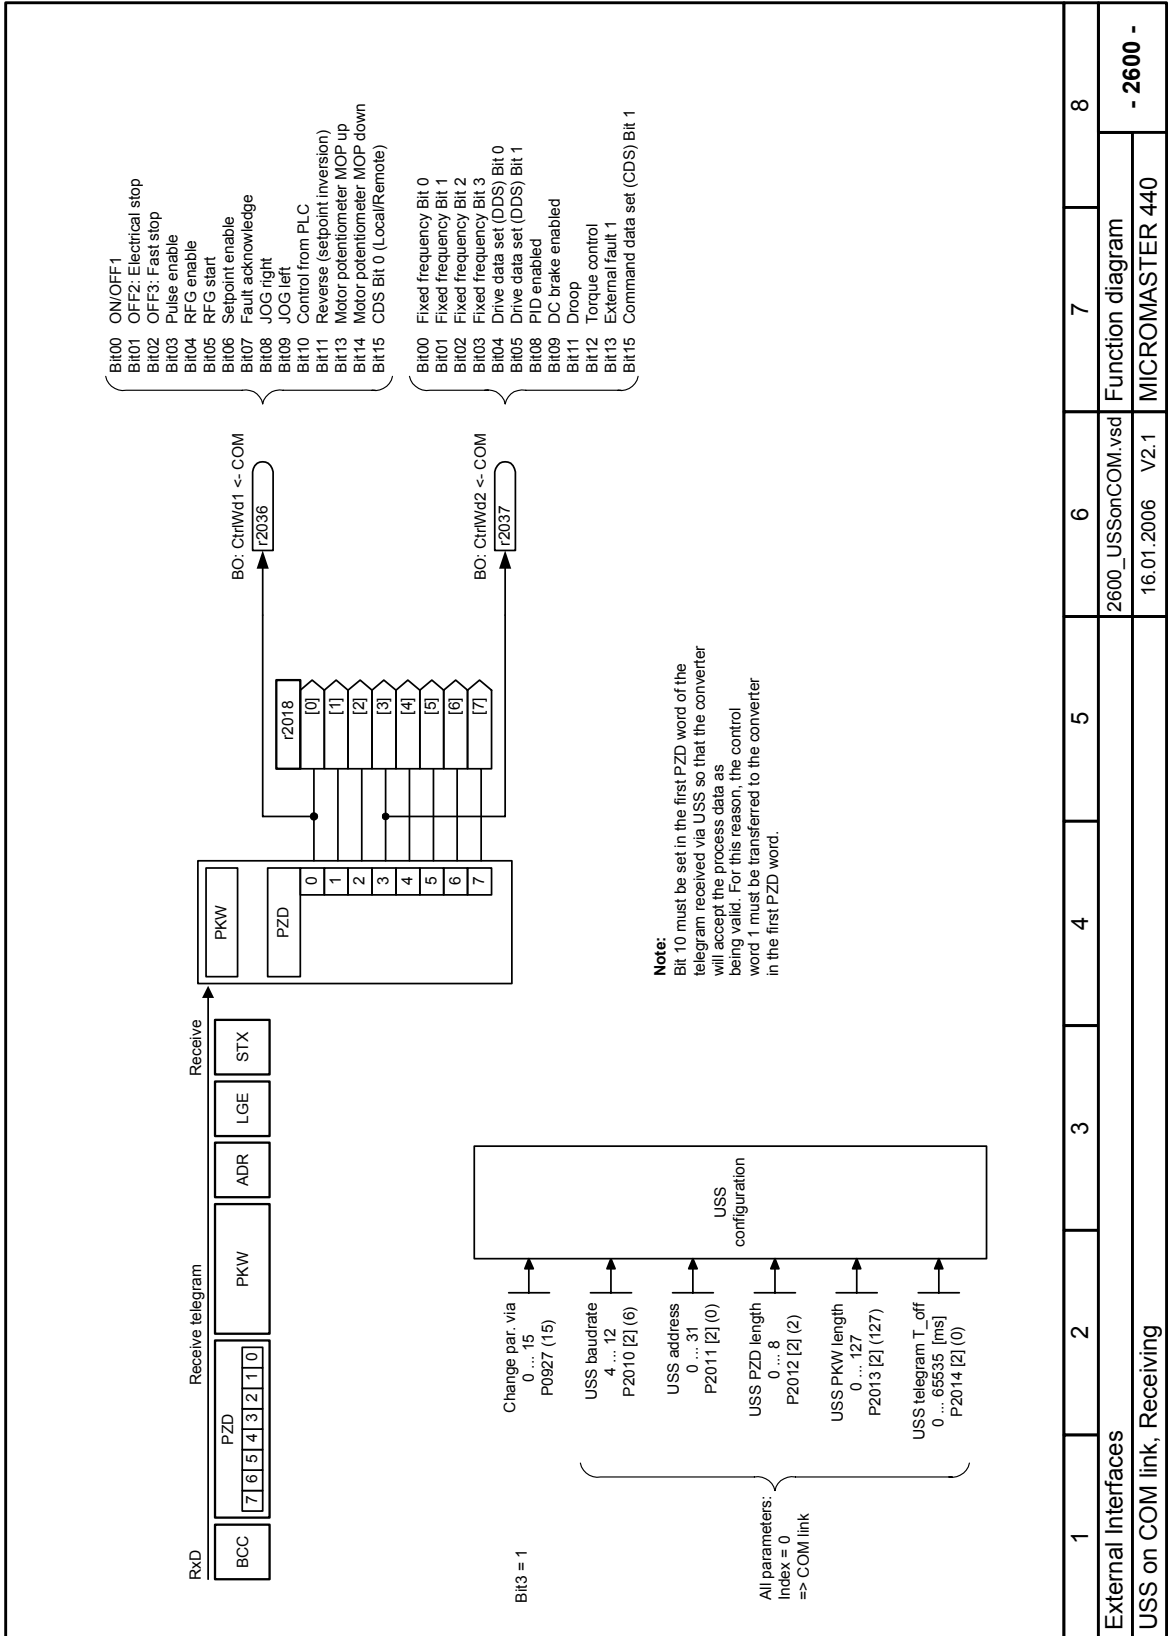 RxD
Receive telegram
Receive
BCC
PZD
7 6 5 4 3 2 1 0
PKW
ADR
LGE
STX
PKW
PZD
0
1
2
3
4
5
6
7
r2018
[0]
[1]
[2]
[3]
[4]
[5]
[6]
[7]
BO: CtrlWd1 <- COM
r2036
BO: CtrlWd2 <- COM
r2037
Bit00 ON/OFF1
Bit01 OFF2: Electrical stop
Bit02 OFF3: Fast stop
Bit03 Pulse enable
Bit04 RFG enable
Bit05 RFG start
Bit06 Setpoint enable
Bit07 Fault acknowledge
Bit08 JOG right
Bit09 JOG left
Bit10 Control from PLC
Bit11 Reverse (setpoint inversion)
Bit13 Motor potentiometer MOP up
Bit14 Motor potentiometer MOP down
Bit15 CDS Bit 0 (Local/Remote)
Bit00 Fixed frequency Bit 0
Bit01 Fixed frequency Bit 1
Bit02 Fixed frequency Bit 2
Bit03 Fixed frequency Bit 3
Bit04 Drive data set (DDS) Bit 0
Bit05 Drive data set (DDS) Bit 1
Bit08 PID enabled
Bit09 DC brake enabled
Bit11 Droop
Bit12 Torque control
Bit13 External fault 1
Bit15 Command data set (CDS) Bit 1
Bit3 = 1
Change par. via
0 ... 15
P0927 (15)
USS baudrate
4 ... 12
P2010 [2] (6)
USS address
0 ... 31
P2011 [2] (0)
USS PZD length
0 ... 8
P2012 [2] (2)
USS PKW length
0 ... 127
P2013 [2] (127)
USS telegram T_off
0 ... 65535 [ms]
P2014 [2] (0)
All parameters:
Index = 0
=> COM link
USS
configuration
Note:
Bit 10 must be set in the first PZD word of the
telegram received via USS so that the converter
will accept the process data as
being valid. For this reason, the control
word 1 must be transferred to the converter
in the first PZD word.
1 2 3 4 5 6 7 8
External Interfaces
2600_USSonCOM.vsd
Function diagram
- 2600 -
USS on COM link, Receiving
16.01.2006 V2.1
MICROMASTER 440